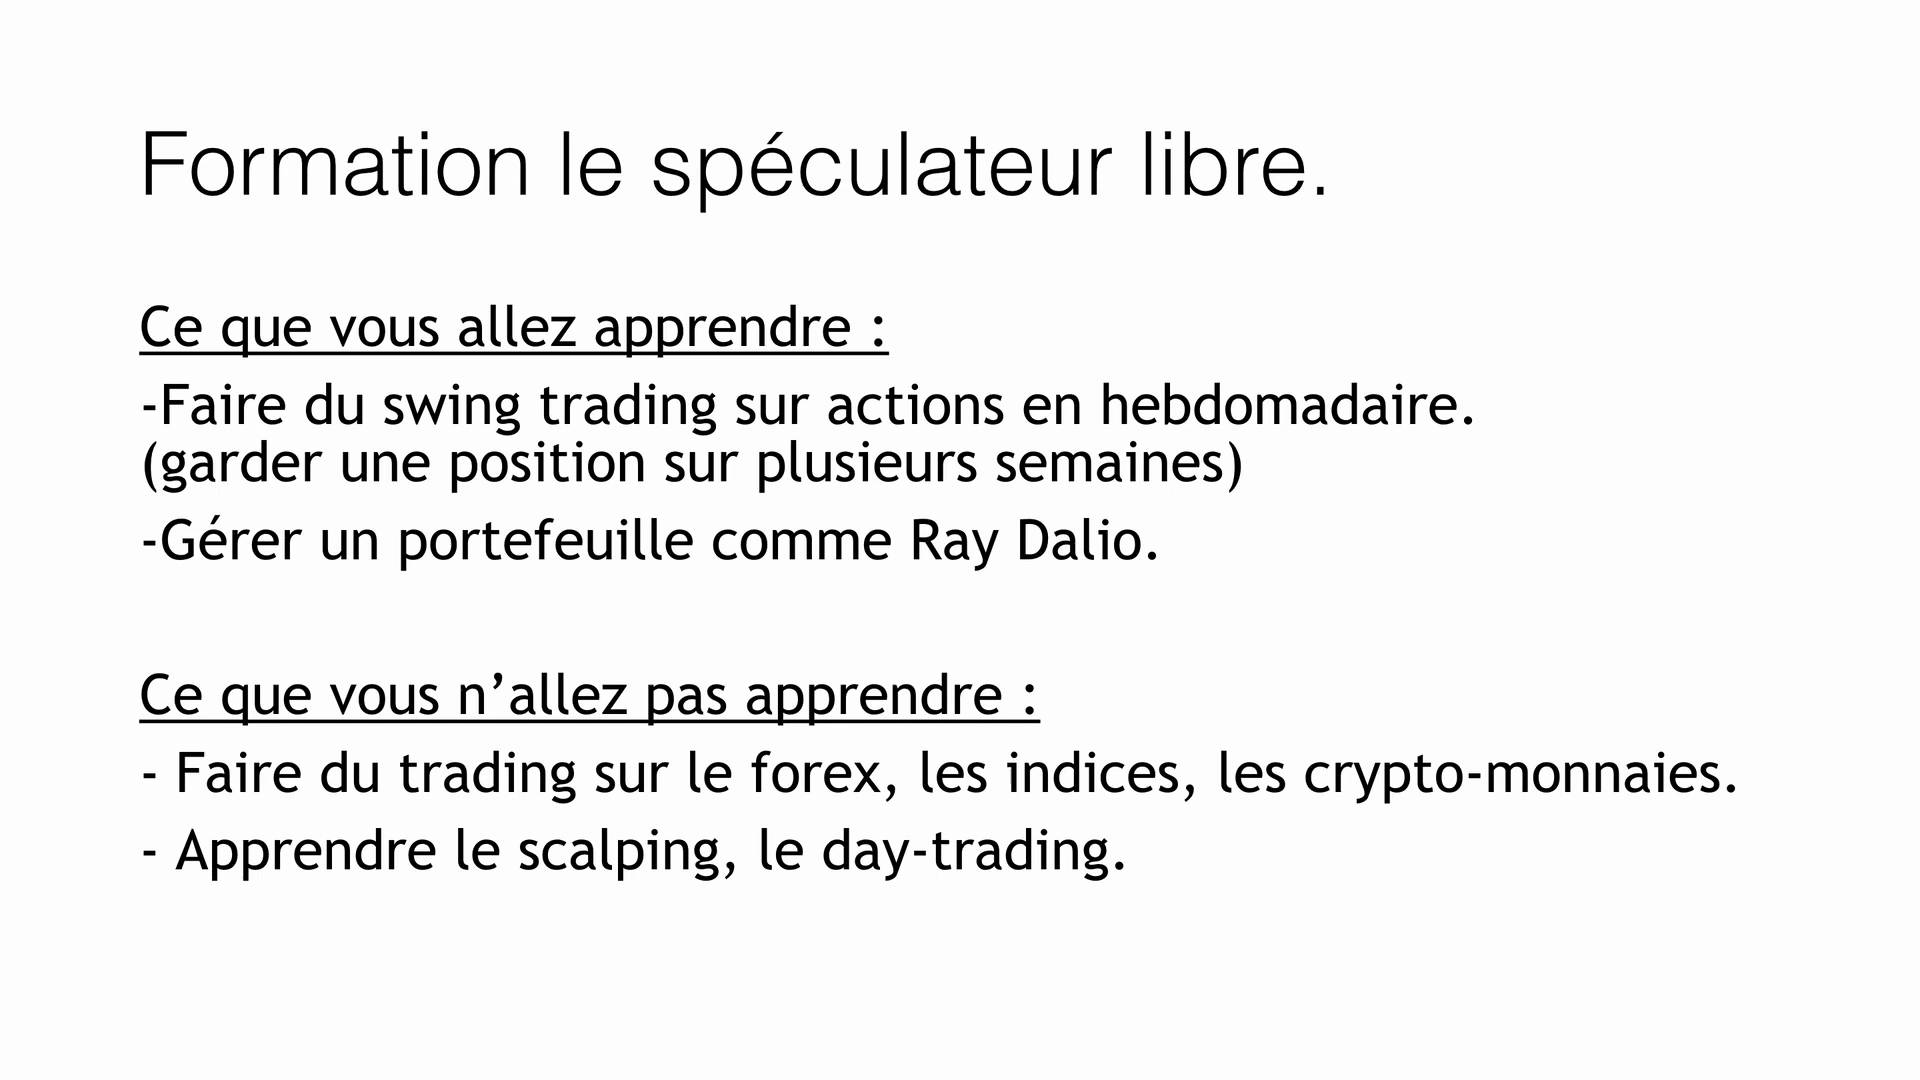 Formation le spéculateur libre.
Ce que vous allez apprendre :
-Faire du swing trading sur actions en hebdomadaire.
(garder une position sur plusieurs semaines)
-Gérer un portefeuille comme Ray Dalio.
Ce que vous n’allez pas apprendre :
- Faire du trading sur le forex, les indices, les crypto-monnaies.
- Apprendre le scalping, le day-trading.